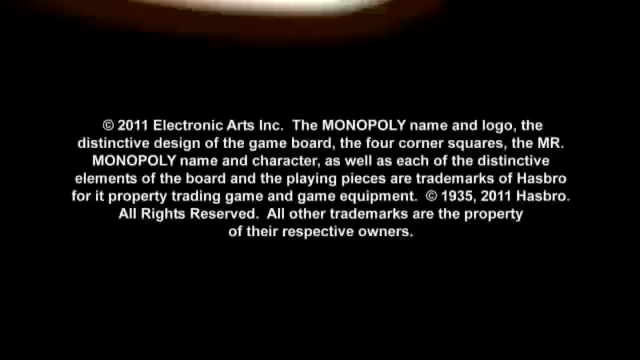 © 2011 Electronic Arts Inc.  The MONOPOLY name and logo, the
distinctive design of the game board, the four corner squares, the MR.
MONOPOLY name and character, as well as each of the distinctive
elements of the board and the playing pieces are trademarks of Hasbro
for it property trading game and game equipment.  © 1935, 2011 Hasbro.
All Rights Reserved.  All other trademarks are the property
of their respective owners.